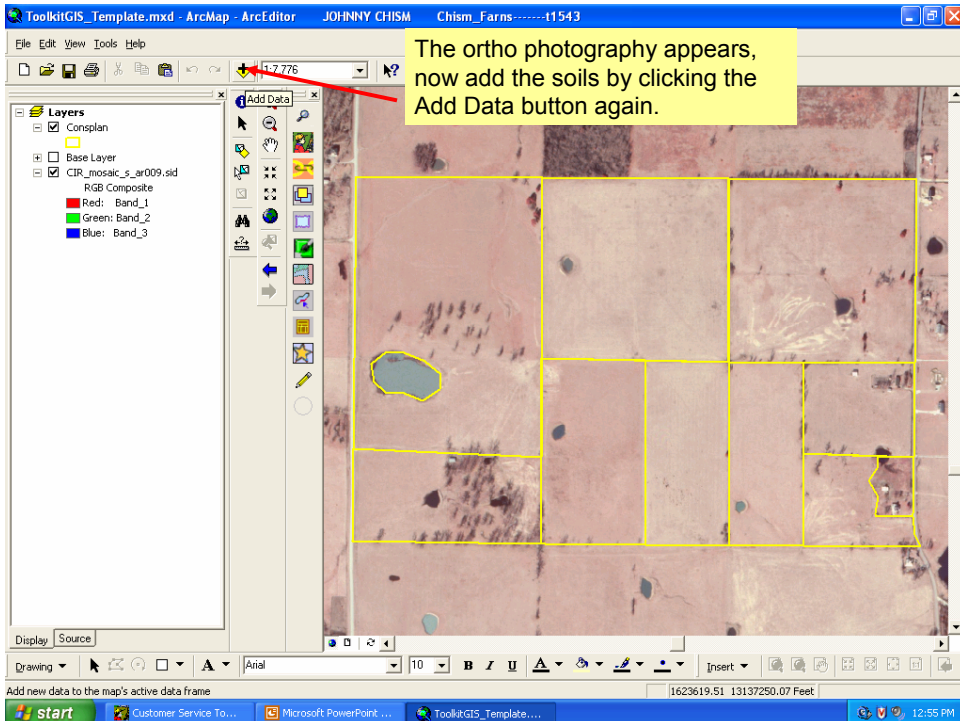 ToolkitGIS_Template.mxd - ArcMap - ArcEditor JOHNNY CHISM Chism_Farns-------t1543
File Edit View Tools Help
The ortho photography appears,
now add the soils by clicking the
Add Data button again.
1:7,776
Add Data
Layers
Consplan
Base Layer
CIR_mosaic_s_ar009.sid
RGB Composite
Red: Band_1
Green: Band_2
Blue: Band_3
Display Source
Drawing A Arial 10 B I U A Insert
Add new data to the map's active data frame 1623619.51 13137250.07 Feet
start Customer Service To... Microsoft PowerPoint ... ToolkitGIS_Template.... 12:55 PM